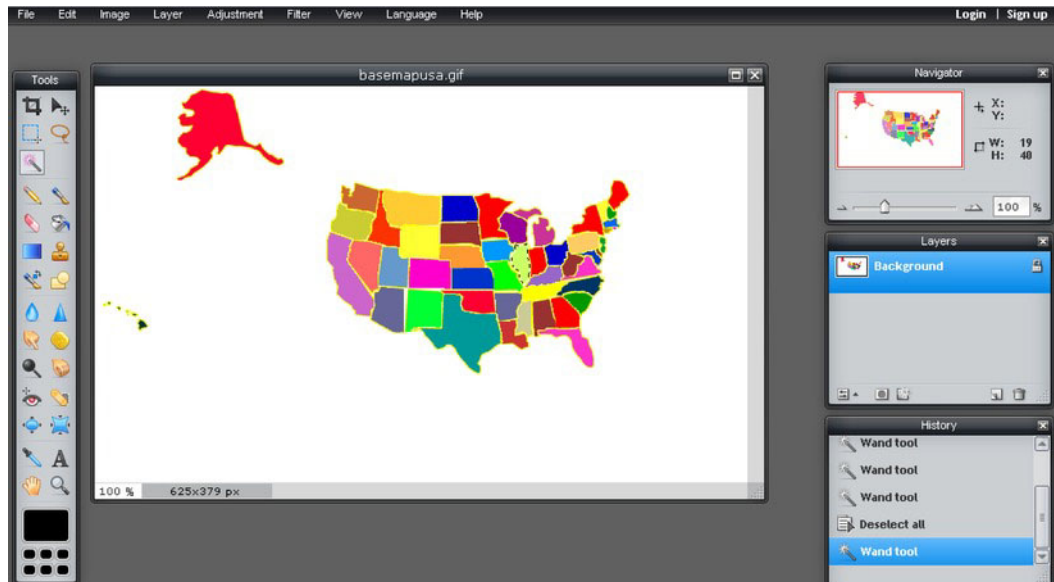 File Edit Image Layer Adjustment Filter View Language Help Login | Sign up
Tools
basemapusa.gif
100 % 625x379 px
A
Navigator
X:
Y:
W: 19
H: 40
100 %
Layers
Background
History
Wand tool
Wand tool
Wand tool
Deselect all
Wand tool